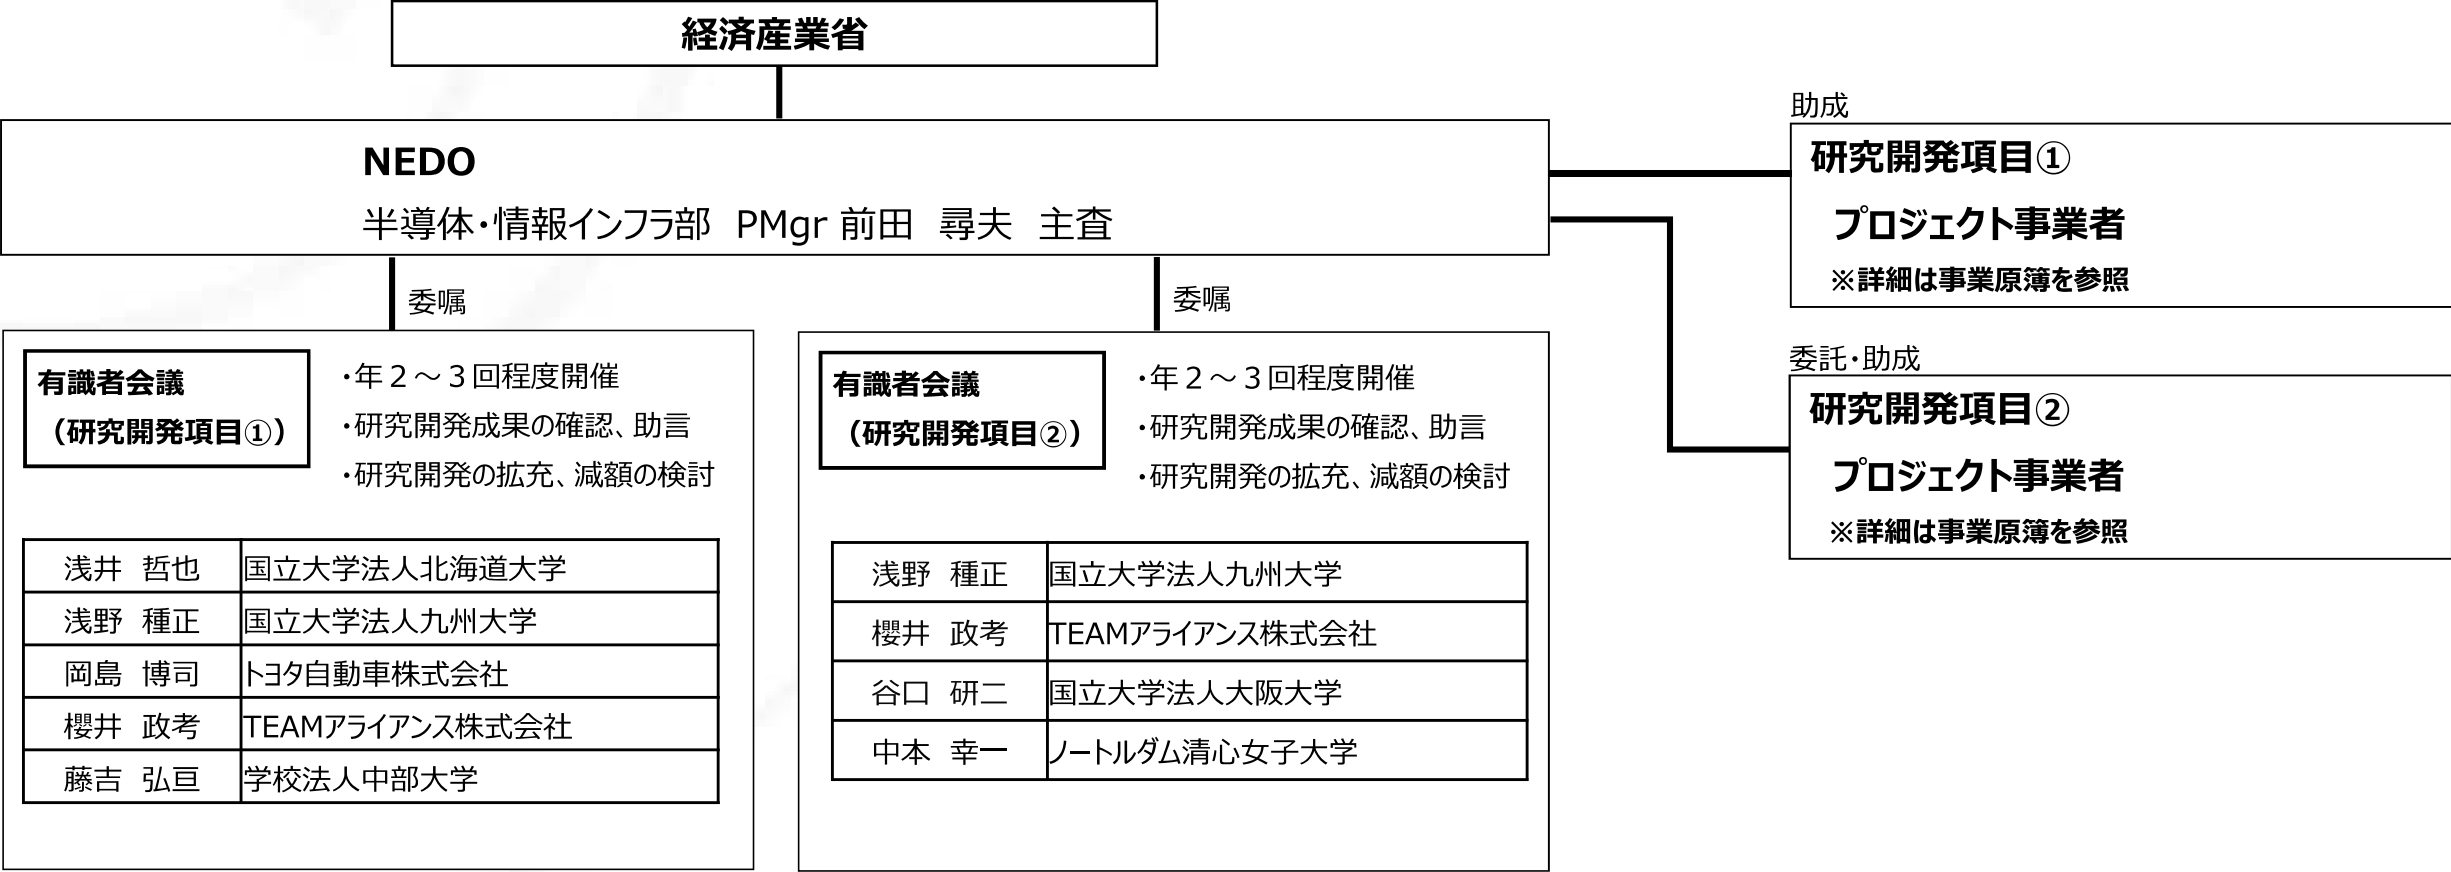 経済産業省
NEDO
半導体・情報インフラ部　PMgr 前田　尋夫　主査
助成
研究開発項目①
プロジェクト事業者
※詳細は事業原簿を参照
委託・助成
研究開発項目②
プロジェクト事業者
※詳細は事業原簿を参照
委嘱
有識者会議
（研究開発項目①）
・年２～３回程度開催
・研究開発成果の確認、助言
・研究開発の拡充、減額の検討
浅井　哲也　国立大学法人北海道大学
浅野　種正　国立大学法人九州大学
岡島　博司　トヨタ自動車株式会社
櫻井　政考　TEAMアライアンス株式会社
藤吉　弘亘　学校法人中部大学
委嘱
有識者会議
（研究開発項目②）
・年２～３回程度開催
・研究開発成果の確認、助言
・研究開発の拡充、減額の検討
浅野　種正　国立大学法人九州大学
櫻井　政考　TEAMアライアンス株式会社
谷口　研二　国立大学法人大阪大学
中本　幸一　ノートルダム清心女子大学